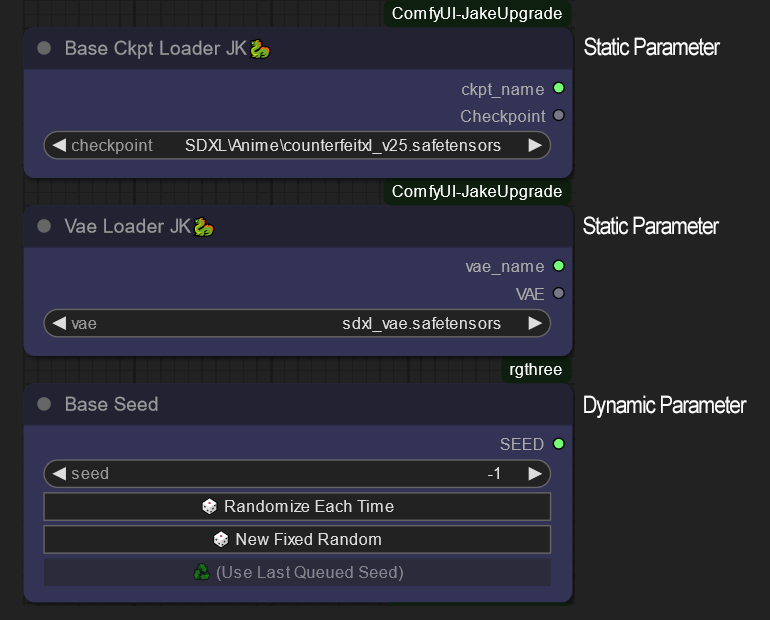 ComfyUI-JakeUpgrade
Base Ckpt Loader JK🐉 Static Parameter
ckpt_name
Checkpoint
checkpoint SDXL\Anime\counterfeitxl_v25.safetensors
ComfyUI-JakeUpgrade
Vae Loader JK🐉 Static Parameter
vae_name
VAE
vae sdxl_vae.safetensors
rgthree
Base Seed Dynamic Parameter
SEED
seed -1
🎲 Randomize Each Time
🎲 New Fixed Random
♻ (Use Last Queued Seed)